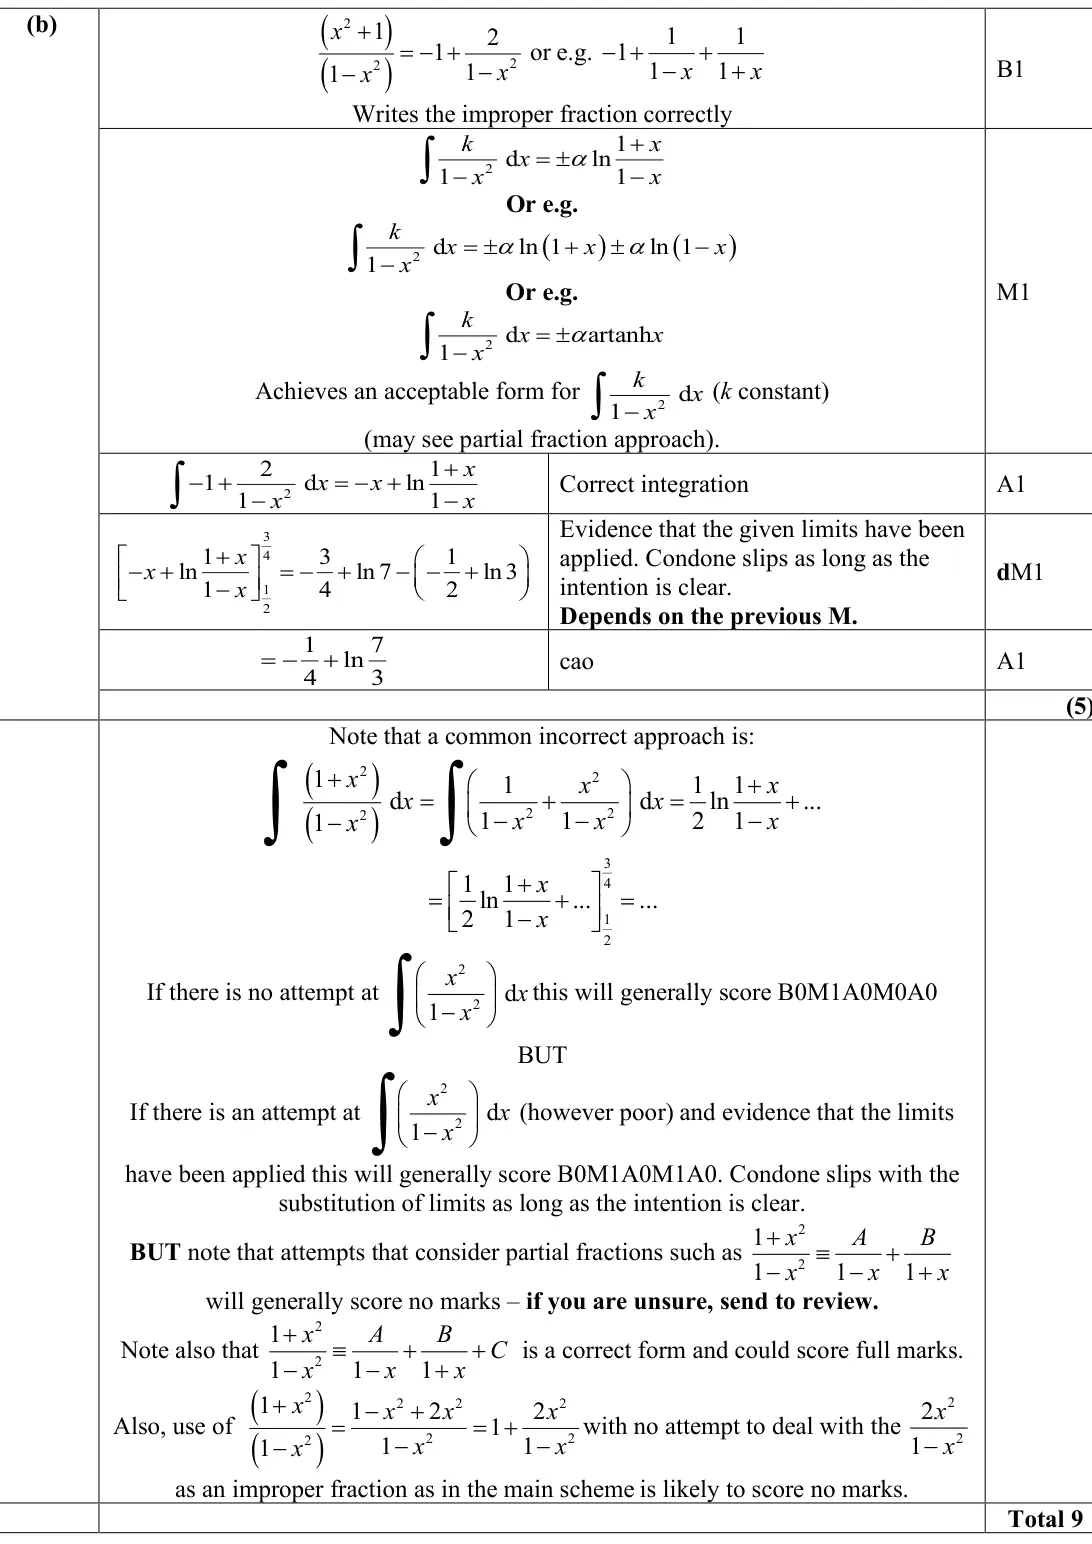 (b)
(x² + 1)/(1 − x²) = −1 + 2/(1 − x²) or e.g. −1 + 1/(1 − x) + 1/(1 + x)
B1
Writes the improper fraction correctly
∫ k/(1 − x²) dx = ±α ln (1 + x)/(1 − x)
Or e.g.
∫ k/(1 − x²) dx = ±α ln(1 + x) ± α ln(1 − x)
Or e.g.
M1
∫ k/(1 − x²) dx = ±α artanhx
Achieves an acceptable form for ∫ k/(1 − x²) dx (k constant)
(may see partial fraction approach).
∫ −1 + 2/(1 − x²) dx = −x + ln (1 + x)/(1 − x)
Correct integration
A1
[−x + ln (1 + x)/(1 − x)]_{1/2}^{3/4} = −3/4 + ln 7 − (−1/2 + ln 3)
Evidence that the given limits have been
applied. Condone slips as long as the
intention is clear.
Depends on the previous M.
dM1
= −1/4 + ln 7/3
cao
A1
(5)
Note that a common incorrect approach is:
∫ (1 + x²)/(1 − x²) dx = ∫ (1/(1 − x²) + x²/(1 − x²)) dx = 1/2 ln (1 + x)/(1 − x) + ...
= [1/2 ln (1 + x)/(1 − x) + ...]_{1/2}^{3/4} = ...
If there is no attempt at ∫ (x²/(1 − x²)) dx this will generally score B0M1A0M0A0
BUT
If there is an attempt at ∫ (x²/(1 − x²)) dx (however poor) and evidence that the limits
have been applied this will generally score B0M1A0M1A0. Condone slips with the
substitution of limits as long as the intention is clear.
BUT note that attempts that consider partial fractions such as (1 + x²)/(1 − x²) ≡ A/(1 − x) + B/(1 + x)
will generally score no marks – if you are unsure, send to review.
Note also that (1 + x²)/(1 − x²) ≡ A/(1 − x) + B/(1 + x) + C is a correct form and could score full marks.
Also, use of (1 + x²)/(1 − x²) = (1 − x² + 2x²)/(1 − x²) = 1 + 2x²/(1 − x²) with no attempt to deal with the 2x²/(1 − x²)
as an improper fraction as in the main scheme is likely to score no marks.
Total 9